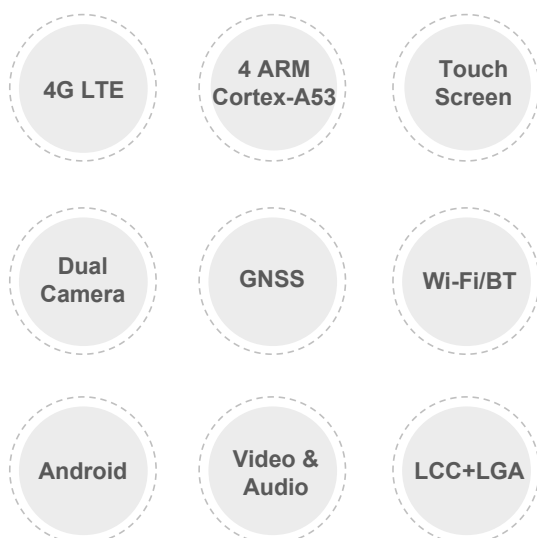 4G LTE
4 ARM
Cortex-A53
Touch
Screen
Dual
Camera
GNSS
Wi-Fi/BT
Android
Video &
Audio
LCC+LGA